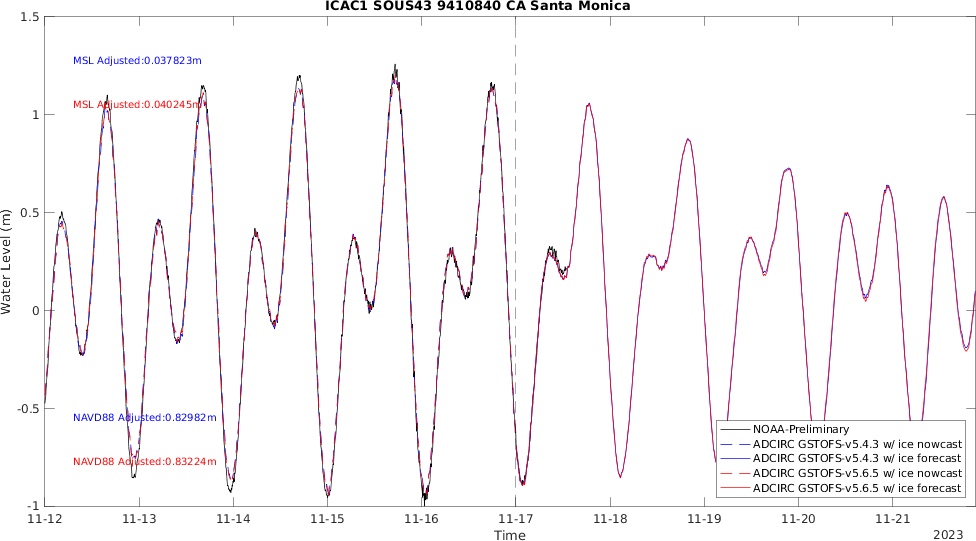 ICAC1 SOUS43 9410840 CA Santa Monica
1.5
MSL Adjusted:0.037823m
MSL Adjusted:0.040245m
1
0.5
Water Level (m)
0
-0.5
NAVD88 Adjusted:0.82982m
NAVD88 Adjusted:0.83224m
-1
NOAA-Preliminary
ADCIRC GSTOFS-v5.4.3 w/ ice nowcast
ADCIRC GSTOFS-v5.4.3 w/ ice forecast
ADCIRC GSTOFS-v5.6.5 w/ ice nowcast
ADCIRC GSTOFS-v5.6.5 w/ ice forecast
11-12 11-13 11-14 11-15 11-16 11-17 11-18 11-19 11-20 11-21
Time
2023